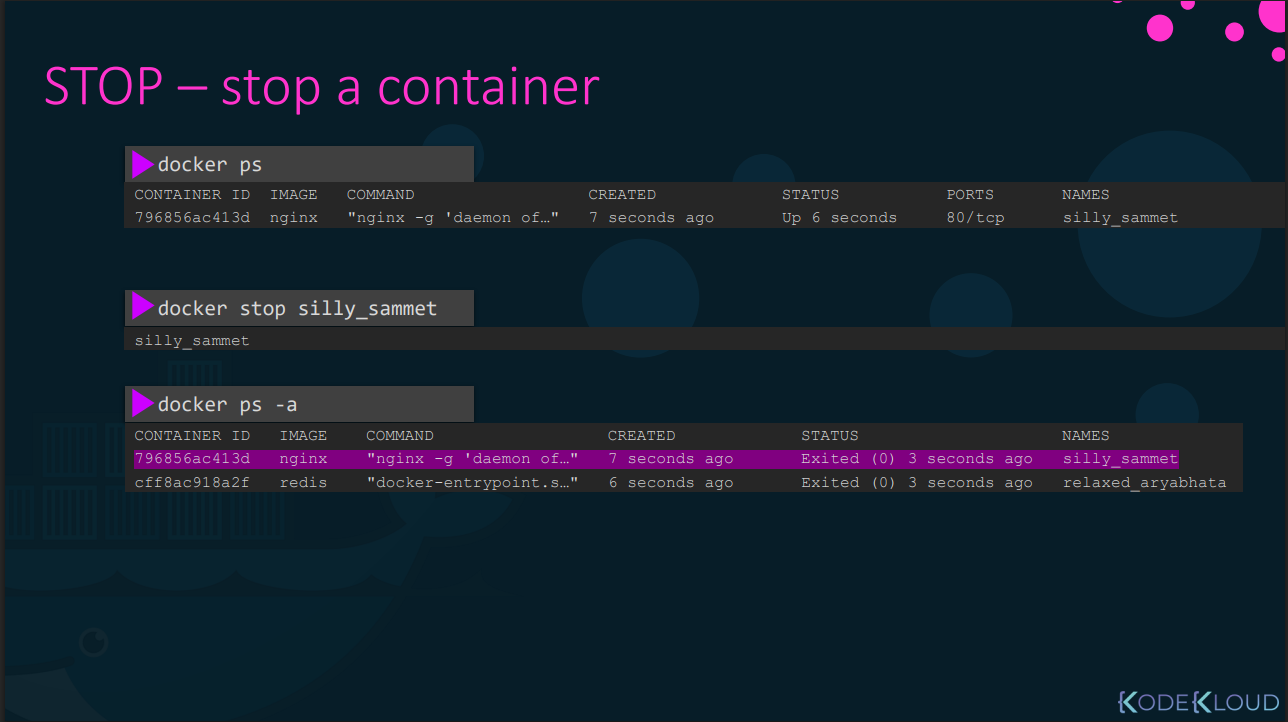 STOP – stop a container
docker ps
CONTAINER ID IMAGE COMMAND CREATED STATUS PORTS NAMES
796856ac413d nginx "nginx -g 'daemon of…" 7 seconds ago Up 6 seconds 80/tcp silly_sammet
docker stop silly_sammet
silly_sammet
docker ps -a
CONTAINER ID IMAGE COMMAND CREATED STATUS NAMES
796856ac413d nginx "nginx -g 'daemon of…" 7 seconds ago Exited (0) 3 seconds ago silly_sammet
cff8ac918a2f redis "docker-entrypoint.s…" 6 seconds ago Exited (0) 3 seconds ago relaxed_aryabhata
KODEKLOUD